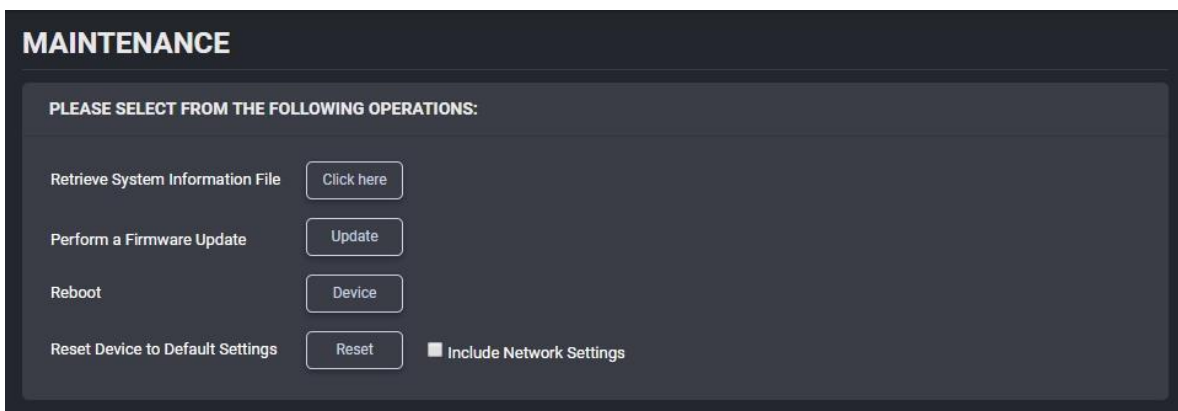 MAINTENANCE
PLEASE SELECT FROM THE FOLLOWING OPERATIONS:
Retrieve System Information File Click here
Perform a Firmware Update Update
Reboot Device
Reset Device to Default Settings Reset Include Network Settings